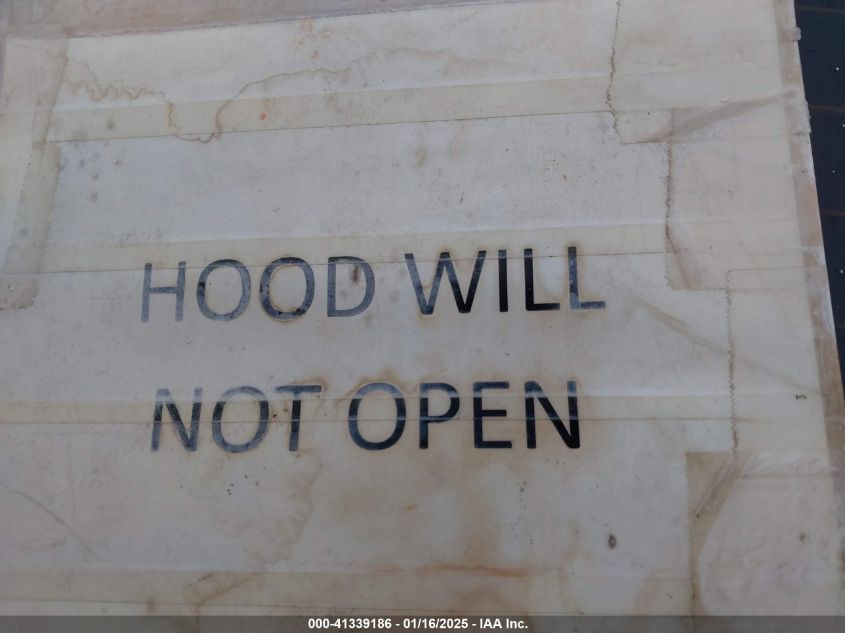 HOOD WILL
NOT OPEN
000-41339186 - 01/16/2025 - IAA Inc.